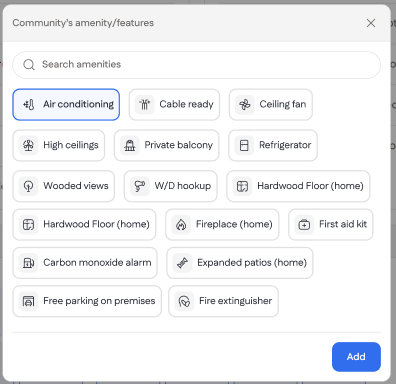 Community's amenity/features
Search amenities
Air conditioning Cable ready Ceiling fan
High ceilings Private balcony Refrigerator
Wooded views W/D hookup Hardwood Floor (home)
Hardwood Floor (home) Fireplace (home) First aid kit
Carbon monoxide alarm Expanded patios (home)
Free parking on premises Fire extinguisher
Add